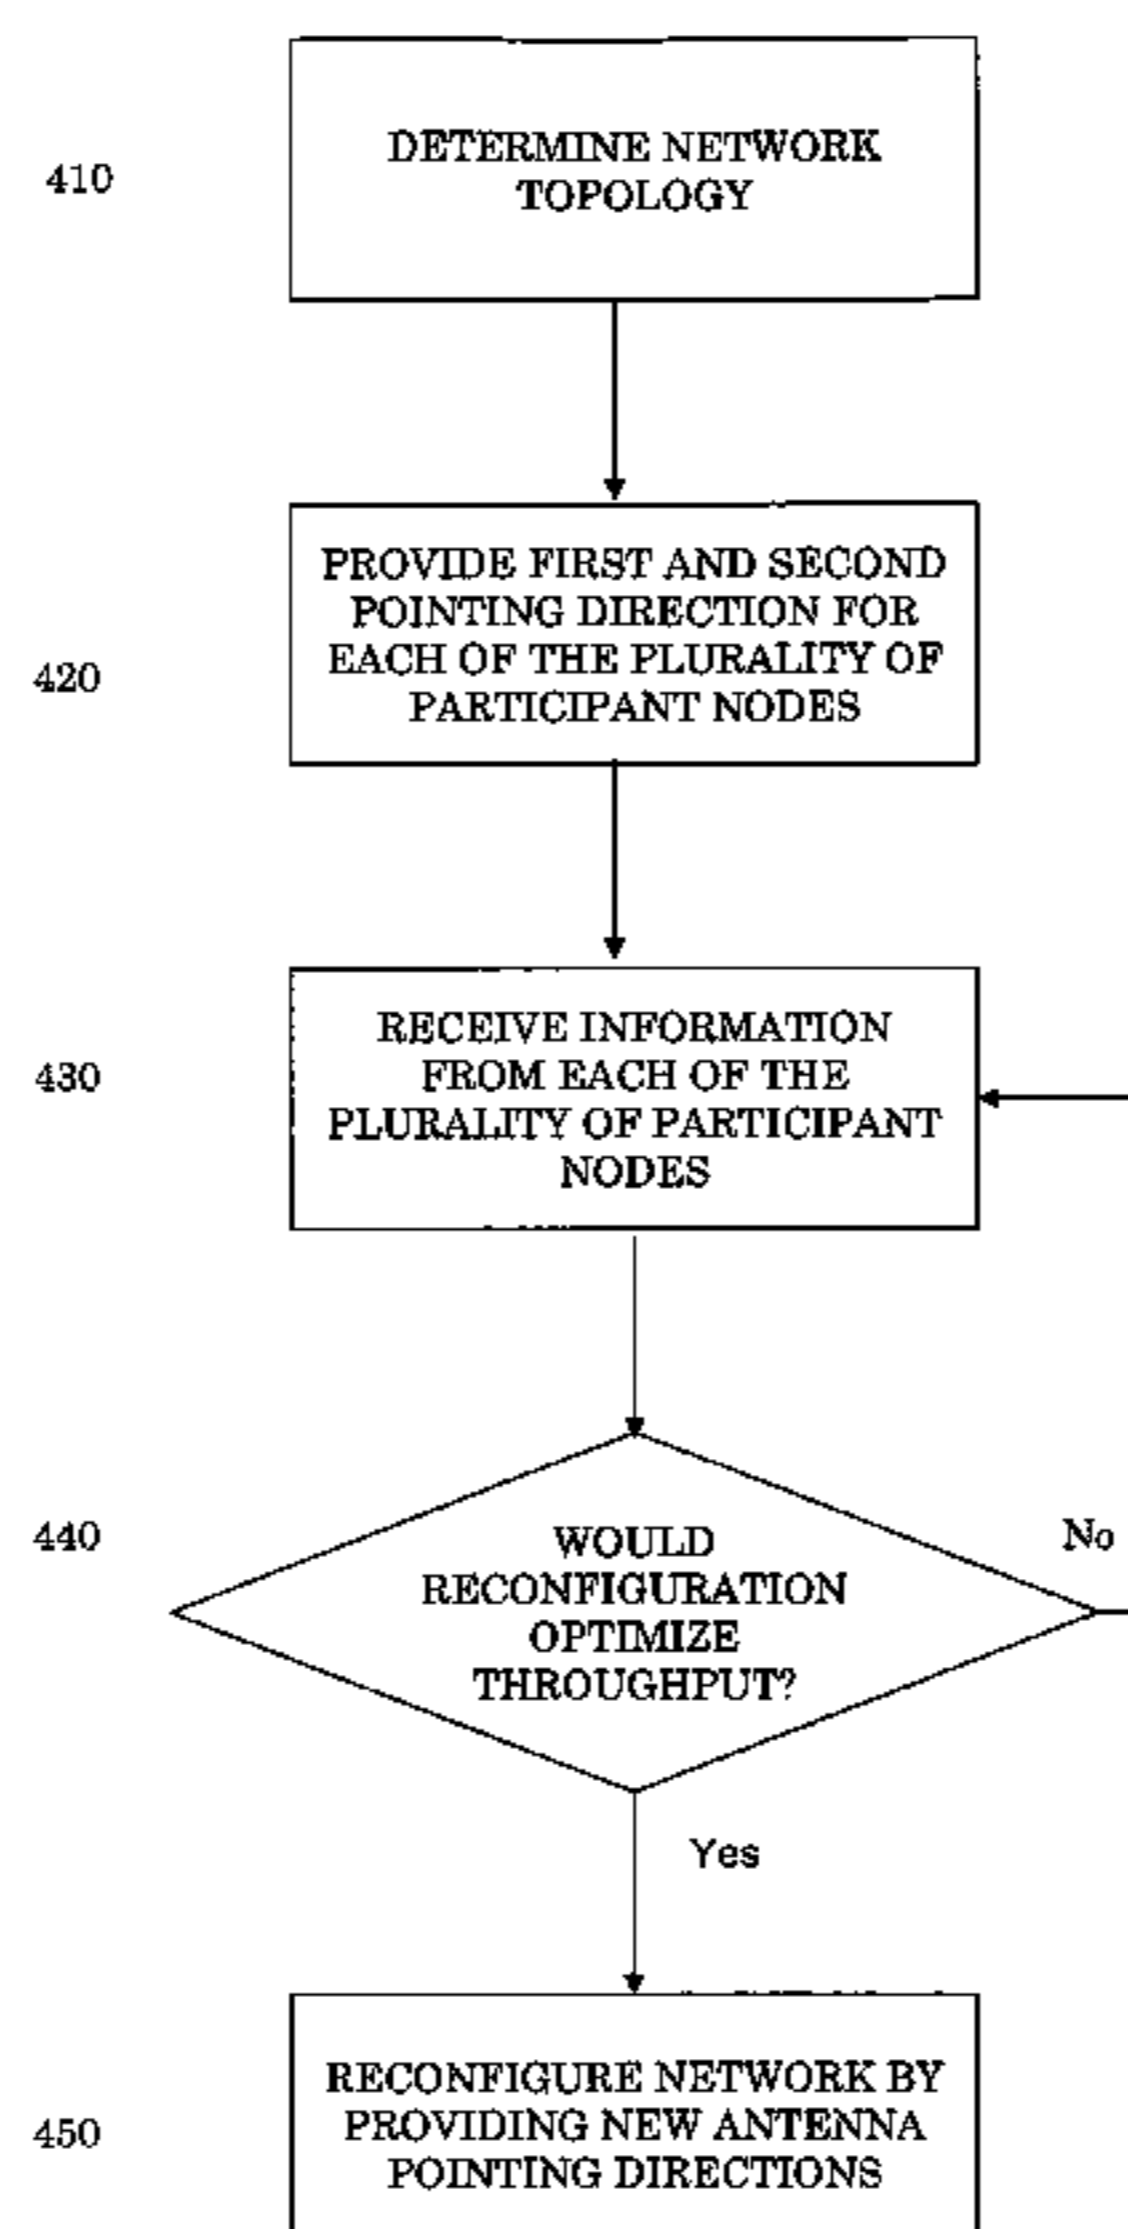 410
DETERMINE NETWORK
TOPOLOGY
420
PROVIDE FIRST AND SECOND
POINTING DIRECTION FOR
EACH OF THE PLURALITY OF
PARTICIPANT NODES
430
RECEIVE INFORMATION
FROM EACH OF THE
PLURALITY OF PARTICIPANT
NODES
440
WOULD
RECONFIGURATION
OPTIMIZE
THROUGHPUT?
No
Yes
450
RECONFIGURE NETWORK BY
PROVIDING NEW ANTENNA
POINTING DIRECTIONS